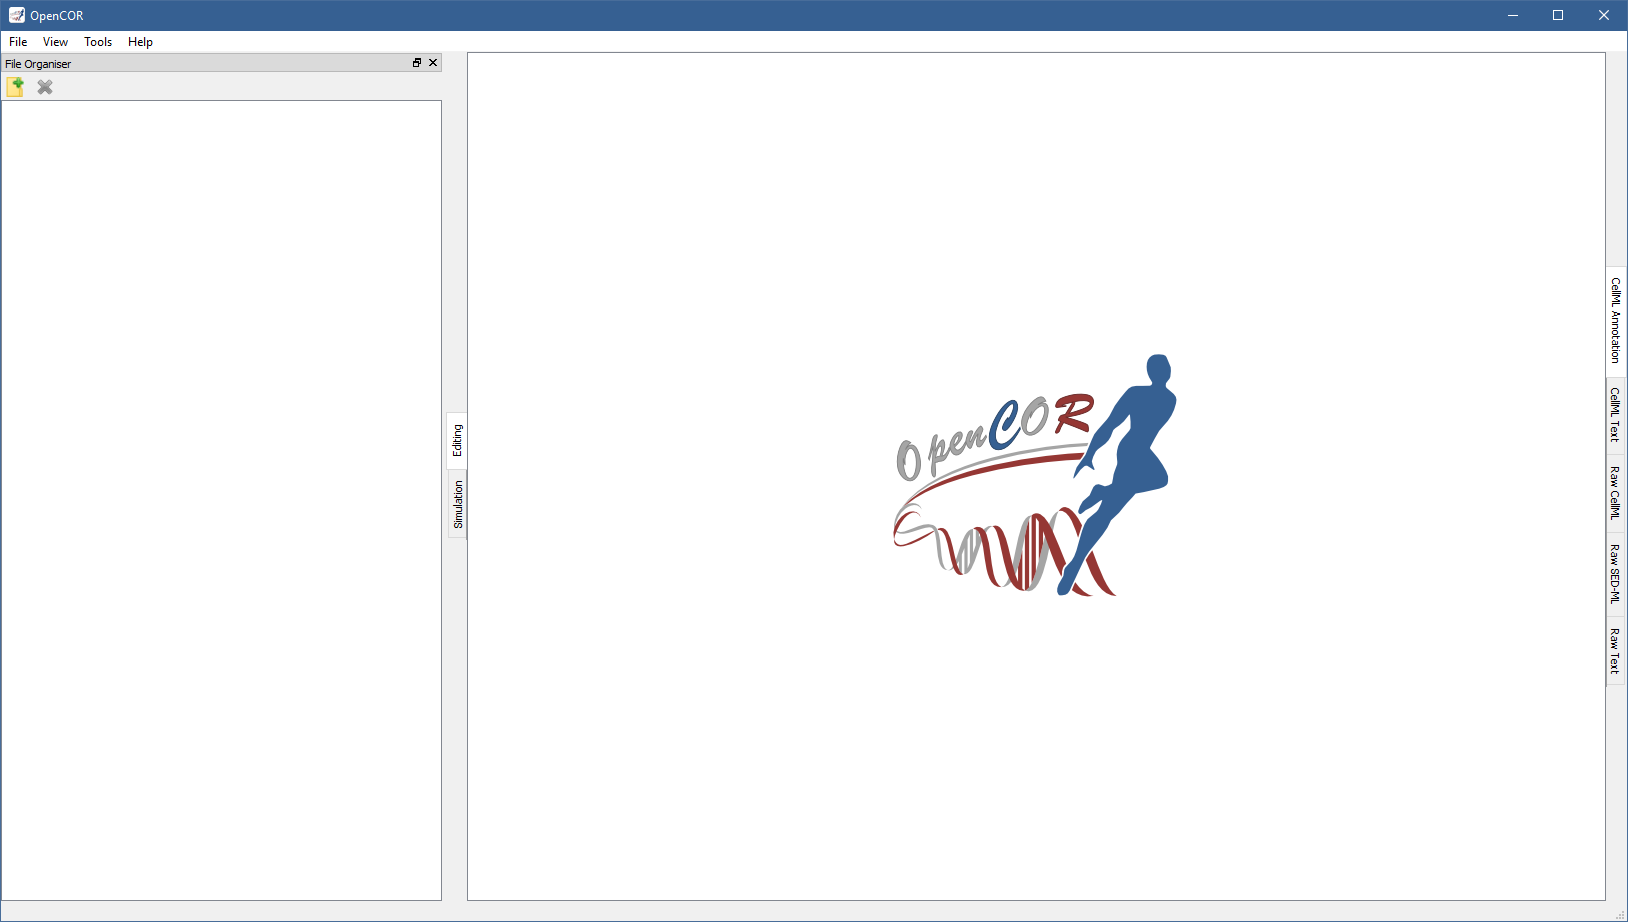 OpenCOR
File View Tools Help
File Organiser
Editing
Simulation
OpenCOR
CellML Annotation
CellML Text
Raw CellML
Raw SED-ML
Raw Text